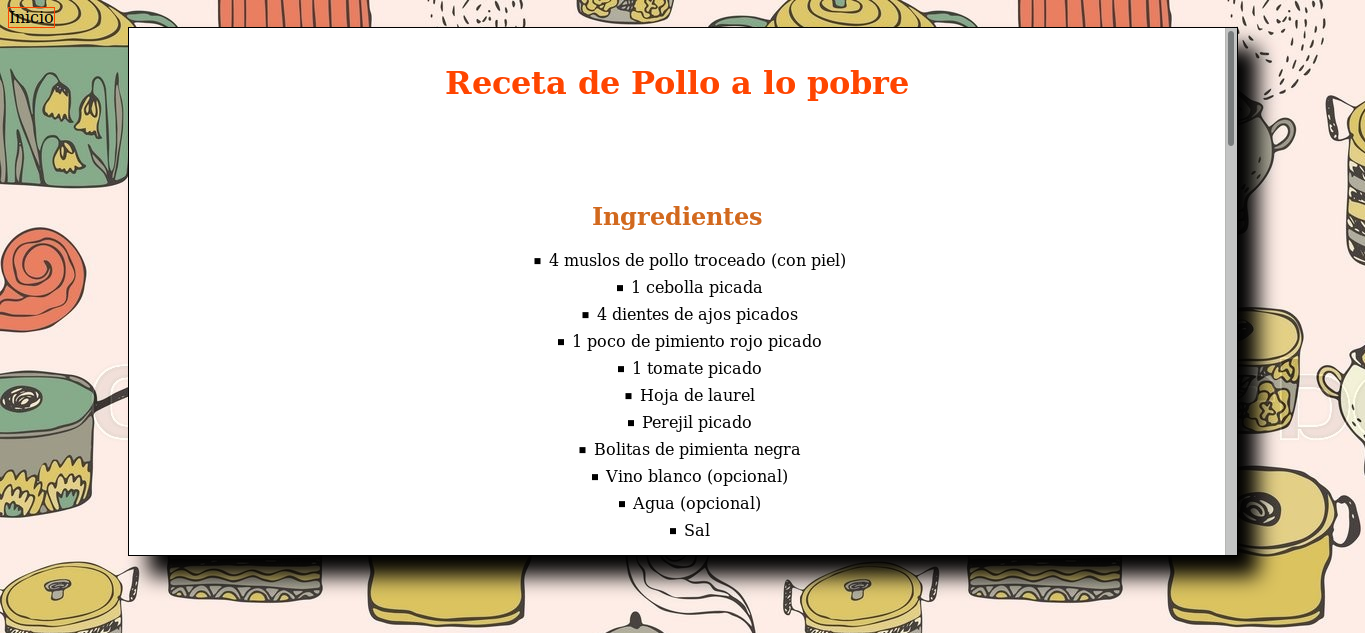 Inicio
Receta de Pollo a lo pobre
Ingredientes
▪ 4 muslos de pollo troceado (con piel)
▪ 1 cebolla picada
▪ 4 dientes de ajos picados
▪ 1 poco de pimiento rojo picado
▪ 1 tomate picado
▪ Hoja de laurel
▪ Perejil picado
▪ Bolitas de pimienta negra
▪ Vino blanco (opcional)
▪ Agua (opcional)
▪ Sal